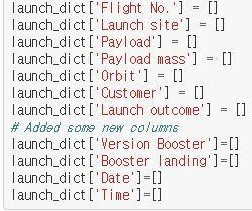 launch_dict['Flight No.'] = []
launch_dict['Launch site'] = []
launch_dict['Payload'] = []
launch_dict['Payload mass'] = []
launch_dict['Orbit'] = []
launch_dict['Customer'] = []
launch_dict['Launch outcome'] = []
# Added some new columns
launch_dict['Version Booster']=[]
launch_dict['Booster landing']=[]
launch_dict['Date']=[]
launch_dict['Time']=[]